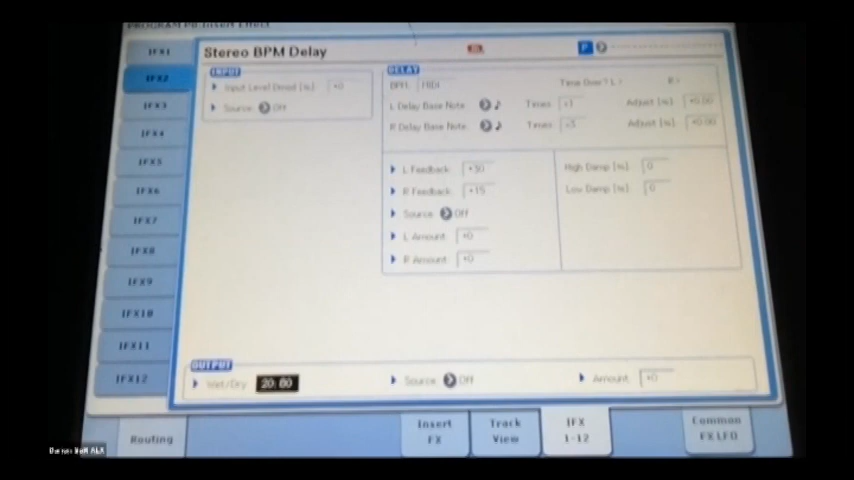 PROGRAM P8:Insert Effect
IFX1
Stereo BPM Delay
P
IFX2
INPUT
Input Level Dmod [%]: +0
Source: Off
DELAY
BPM: MIDI
Time Over? L: R:
L Delay Base Note: ♪ Times: Adjust [%]: +0.00
R Delay Base Note: ♪ Times: Adjust [%]: +0.00
IFX3
IFX4
IFX5
IFX6
IFX7
IFX8
IFX9
IFX10
IFX11
IFX12
L Feedback: +30
R Feedback: +15
Source: Off
L Amount: +0
R Amount: +0
High Damp [%]: 0
Low Damp [%]: 0
OUTPUT
Wet/Dry: 20:80
Source: Off
Amount: +0
Routing
Insert FX
Track View
IFX 1-12
Common FX LFO